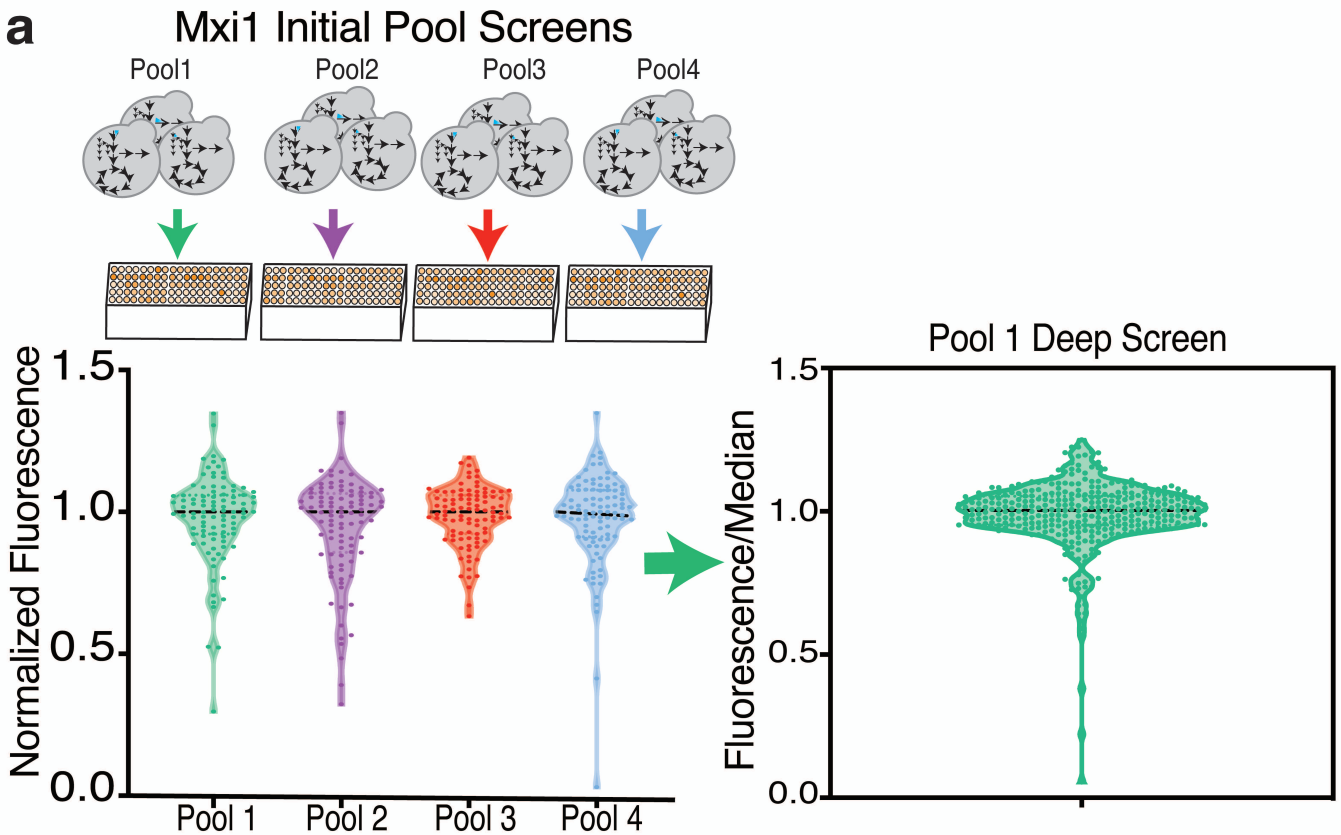 a
Mxi1 Initial Pool Screens
Pool1 Pool2 Pool3 Pool4
Normalized Fluorescence
1.5
1.0
0.5
0.0
Pool 1 Pool 2 Pool 3 Pool 4
Pool 1 Deep Screen
Fluorescence/Median
1.5
1.0
0.5
0.0